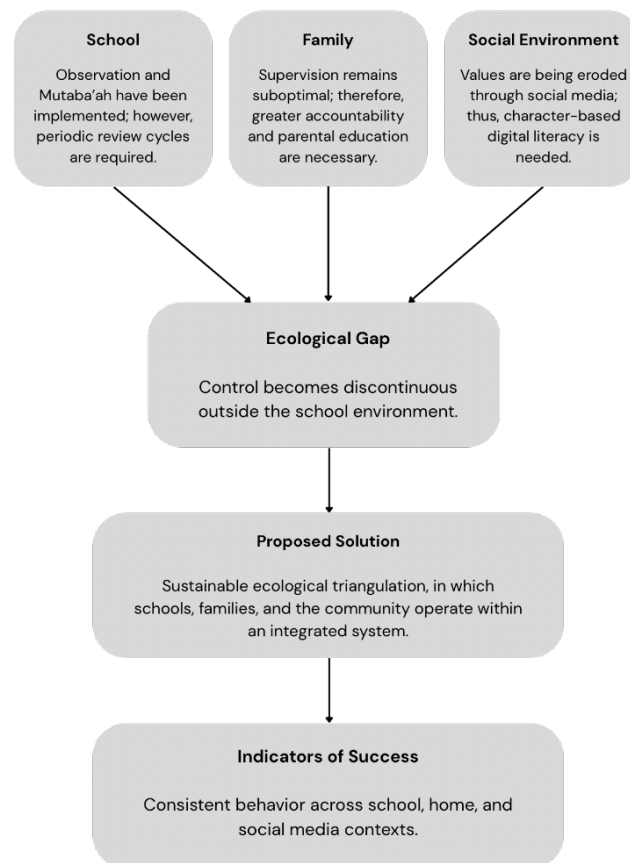 School
Observation and
Mutaba’ah have been
implemented; however,
periodic review cycles
are required.
Family
Supervision remains
suboptimal; therefore,
greater accountability
and parental education
are necessary.
Social Environment
Values are being eroded
through social media;
thus, character-based
digital literacy is
needed.
Ecological Gap
Control becomes discontinuous
outside the school environment.
Proposed Solution
Sustainable ecological triangulation, in which
schools, families, and the community operate within
an integrated system.
Indicators of Success
Consistent behavior across school, home, and
social media contexts.